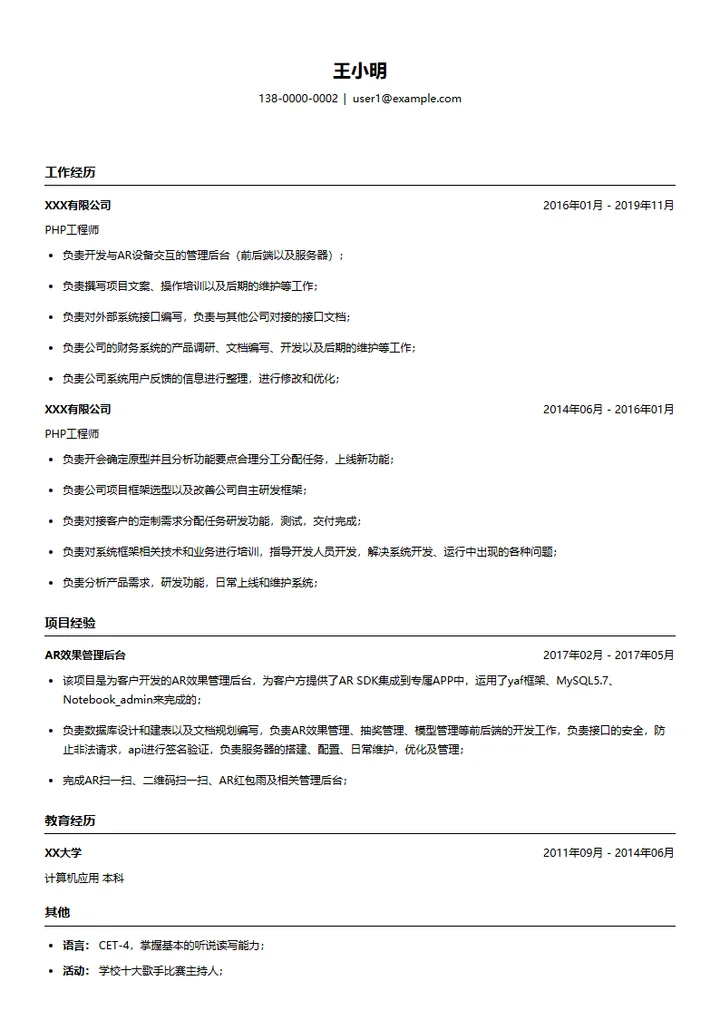 王小明
138-0000-0002 | user1@example.com
工作经历
XXX有限公司 2016年01月 - 2019年11月
PHP工程师
• 负责开发与AR设备交互的管理后台（前后端以及服务器）；
• 负责撰写项目文案、操作培训以及后期的维护等工作；
• 负责对外部系统接口编写，负责与其他公司对接的接口文档；
• 负责公司的财务系统的产品调研、文档编写、开发以及后期的维护等工作；
• 负责公司系统用户反馈的信息进行整理，进行修改和优化；
XXX有限公司 2014年06月 - 2016年01月
PHP工程师
• 负责开会确定原型并且分析功能要点合理分工分配任务，上线新功能；
• 负责公司项目框架选型以及改善公司自主研发框架；
• 负责对接客户的定制需求分配任务研发功能，测试，交付完成；
• 负责对系统框架相关技术和业务进行培训，指导开发人员开发，解决系统开发、运行中出现的各种问题；
• 负责分析产品需求，研发功能，日常上线和维护系统；
项目经验
AR效果管理后台 2017年02月 - 2017年05月
• 该项目是为客户开发的AR效果管理后台，为客户方提供了AR SDK集成到专属APP中，运用了yaf框架、MySQL5.7、
Notebook_admin来完成的；
• 负责数据库设计和建表以及文档规划编写，负责AR效果管理、抽奖管理、模型管理等前后端的开发工作，负责接口的安全，防
止非法请求，api进行签名验证，负责服务器的搭建、配置、日常维护，优化及管理；
• 完成AR扫一扫、二维码扫一扫、AR红包雨及相关管理后台；
教育经历
XX大学 2011年09月 - 2014年06月
计算机应用 本科
其他
• 语言： CET-4，掌握基本的听说读写能力；
• 活动： 学校十大歌手比赛主持人；